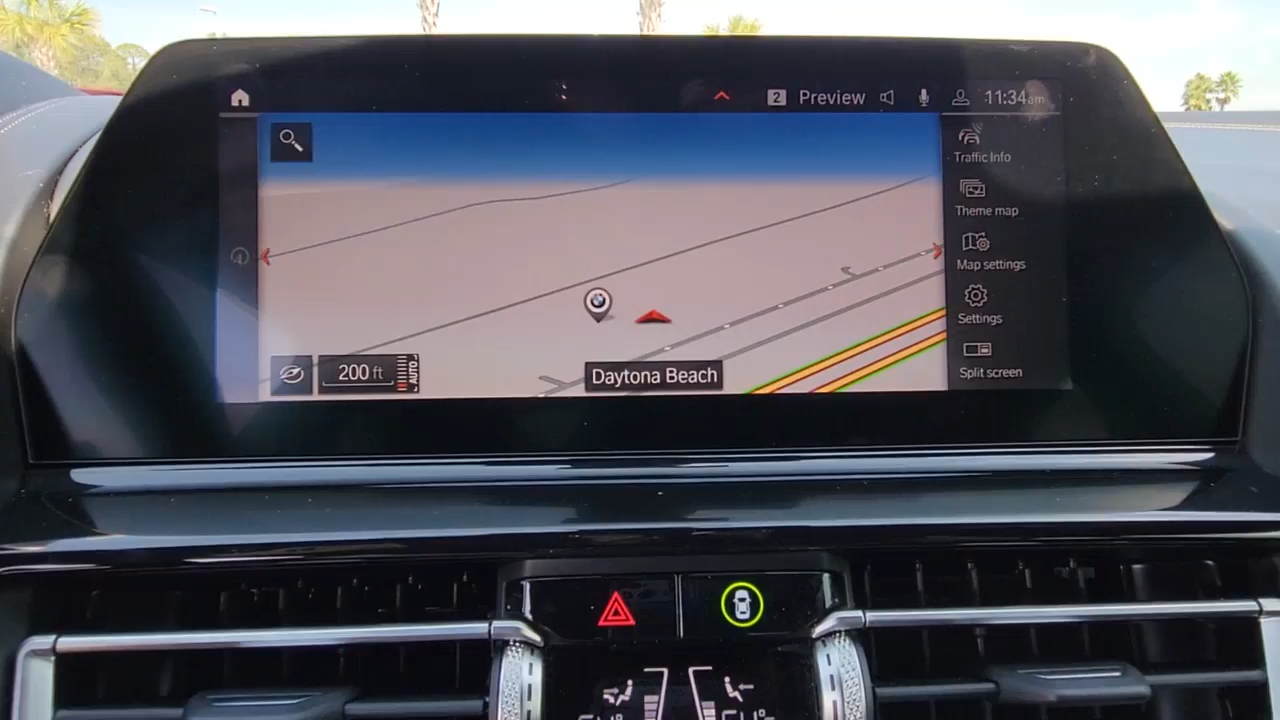 2 Preview 11:34am
Traffic Info
Theme map
Map settings
Settings
Split screen
200 ft
AUTO
Daytona Beach